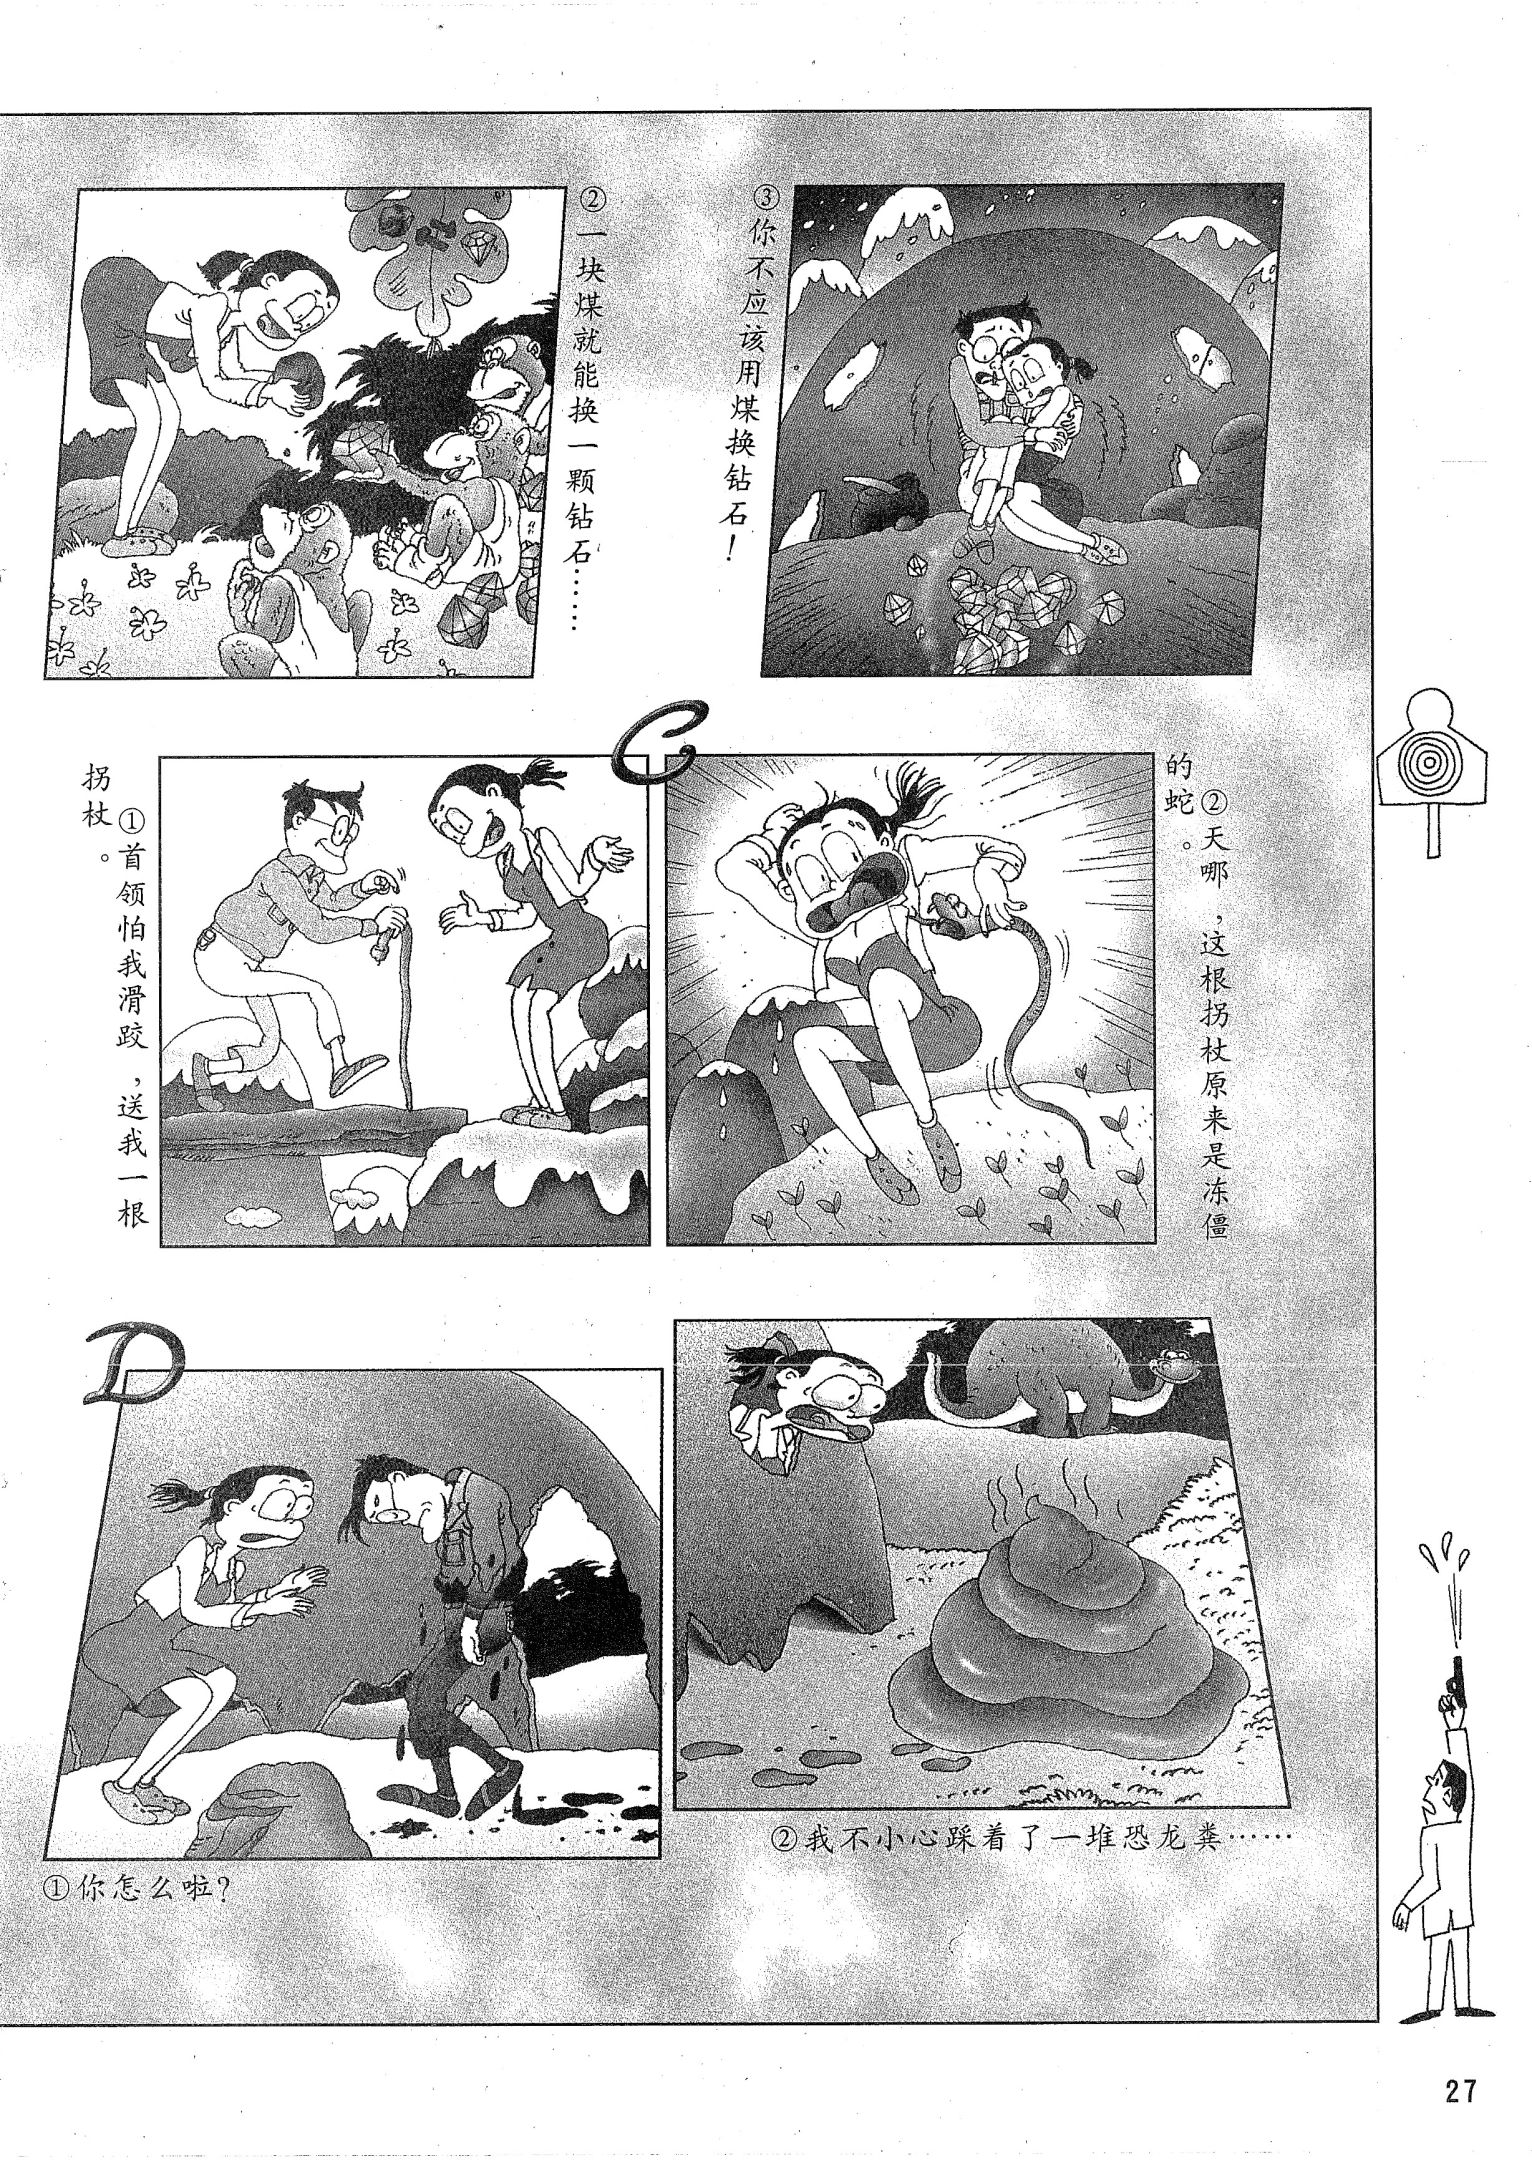 ②一块煤就能换一颗钻石……
③你不应该用煤换钻石！
C
①首领怕我滑跤，送我一根
拐杖。
②天哪，这根拐杖原来是冻僵
的蛇。
D
①你怎么啦？
②我不小心踩着了一堆恐龙粪……
27